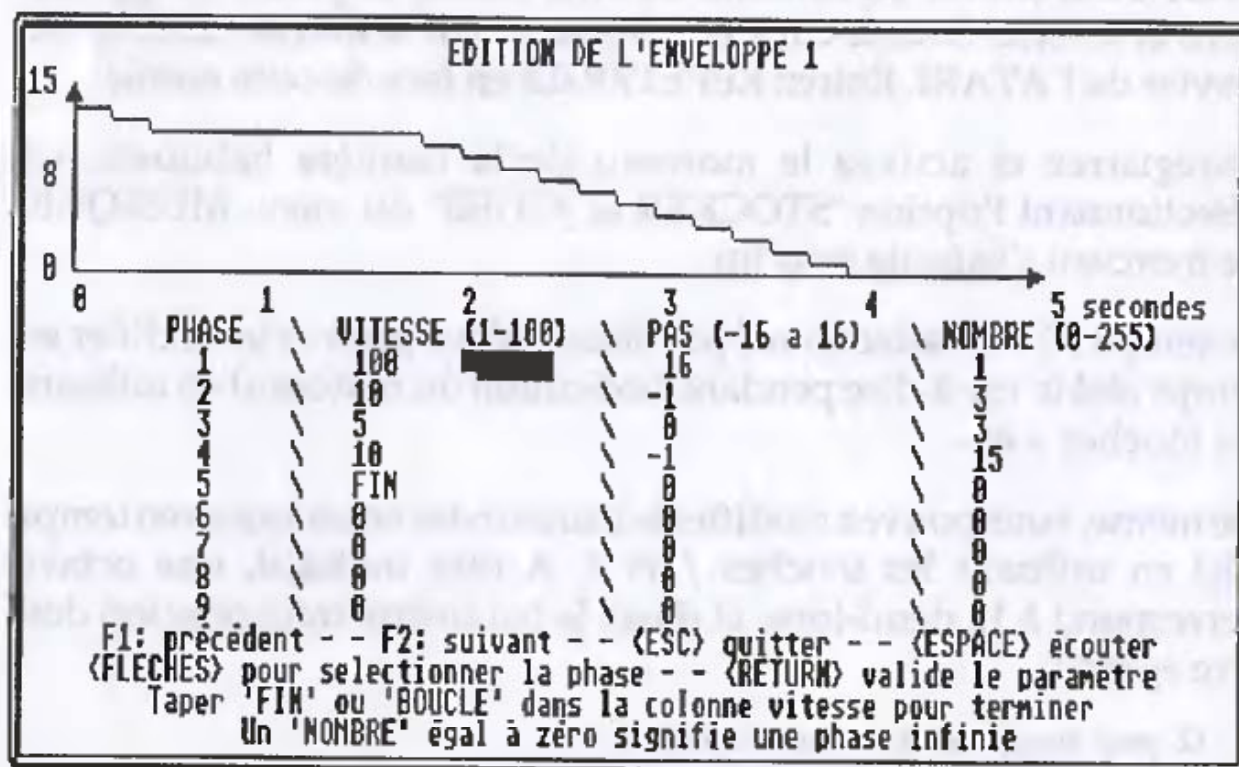 EDITION DE L'ENVELOPPE 1
15
8
0
0 1 2 3 4 5 secondes
PHASE \ VITESSE (1-100) \ PAS (-16 a 16) \ NOMBRE (0-255)
1 \ 100 \ 16 \ 1
2 \ 10 \ -1 \ 3
3 \ 5 \ 0 \ 3
4 \ 10 \ -1 \ 15
5 \ FIN \ 0 \ 0
6 \ 0 \ 0 \ 0
7 \ 0 \ 0 \ 0
8 \ 0 \ 0 \ 0
9 \ 0 \ 0 \ 0
F1: précédent - - F2: suivant - - <ESC> quitter - - <ESPACE> écouter
<FLECHES> pour selectionner la phase - - <RETURN> valide le paramètre
Taper 'FIN' ou 'BOUCLE' dans la colonne vitesse pour terminer
Un 'NOMBRE' égal à zéro signifie une phase infinie